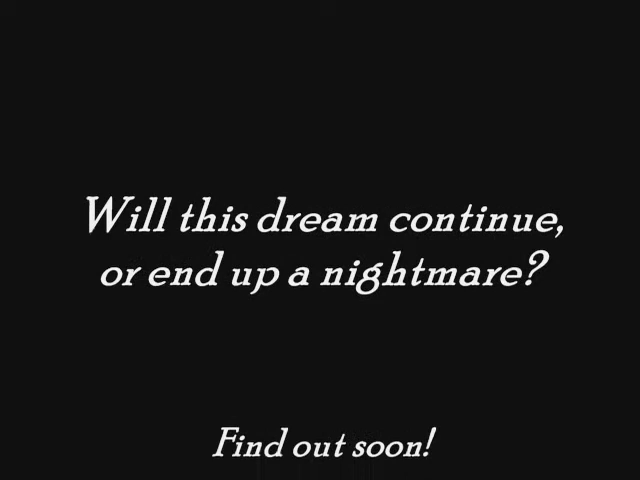 Will this dream continue,
or end up a nightmare?
Find out soon!